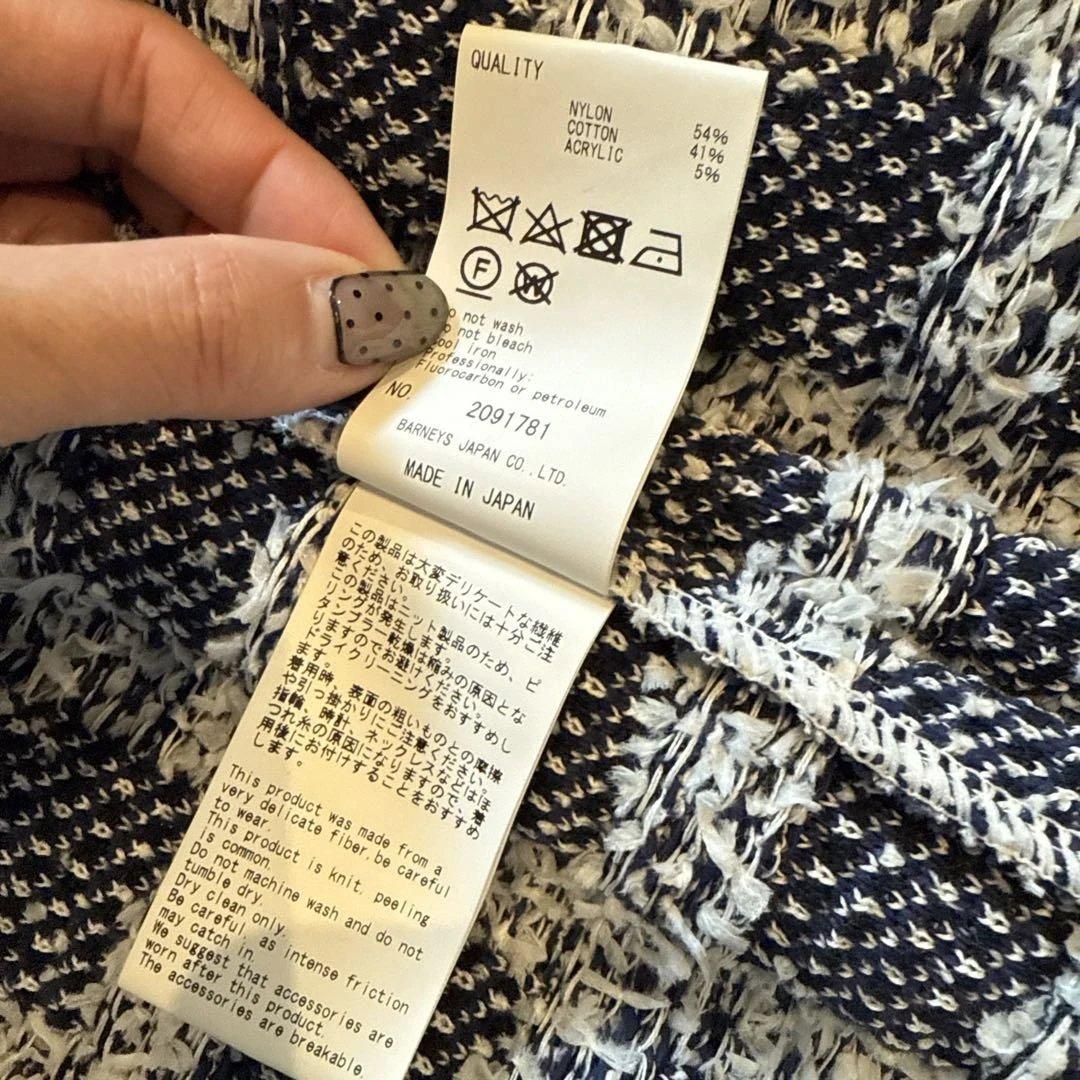 QUALITY
NYLON 54%
COTTON 41%
ACRYLIC 5%
F
W
o not wash
o not bleach
ool iron
Professionally:
Fluorocarbon or petroleum
NO. 2091781
BARNEYS JAPAN CO.,LTD.
MADE IN JAPAN
この製品は大変デリケートな繊維
のため、お取り扱いには十分ご注
意ください。
この製品はニット製品のため、ピ
リングが発生します。
タンブラー乾燥は縮みの原因とな
りますのでお避けください。
ドライクリーニングをおすすめし
ます。
着用時、表面の粗いものとの摩擦
や引っ掛かりにご注意ください。
指輪、時計、ネックレスなどはほ
つれ糸の原因になりますので、着
用後にお付けすることをおすすめ
します。
This product was made from a
very delicate fiber,be careful
to wear.
This product is knit, peeling
is common.
Do not machine wash and do not
tumble dry.
Dry clean only.
Be careful, as intense friction
may catch in.
We suggest that accessories are
worn after this product.
The accessories are breakable.